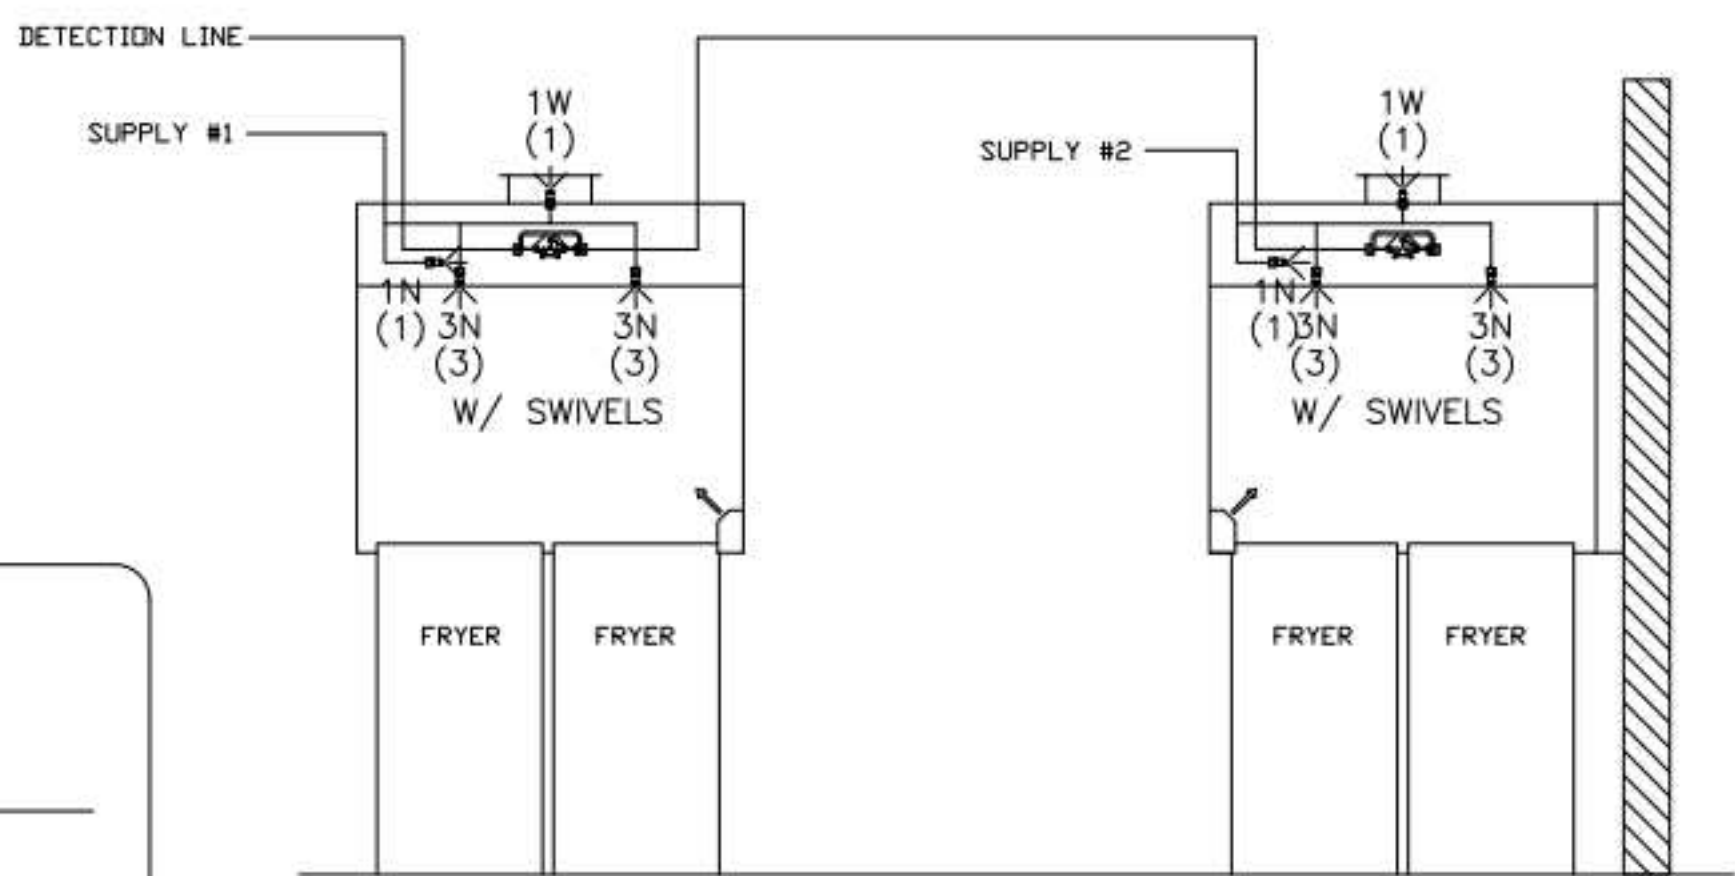 DETECTION LINE
SUPPLY #1
1W
(1)
1N
(1)
3N
(3)
3N
(3)
W/ SWIVELS
FRYER
FRYER
SUPPLY #2
1W
(1)
1N
(1)
3N
(3)
3N
(3)
W/ SWIVELS
FRYER
FRYER